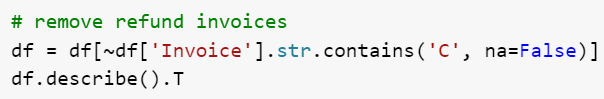 # remove refund invoices
df = df[~df['Invoice'].str.contains('C', na=False)]
df.describe().T